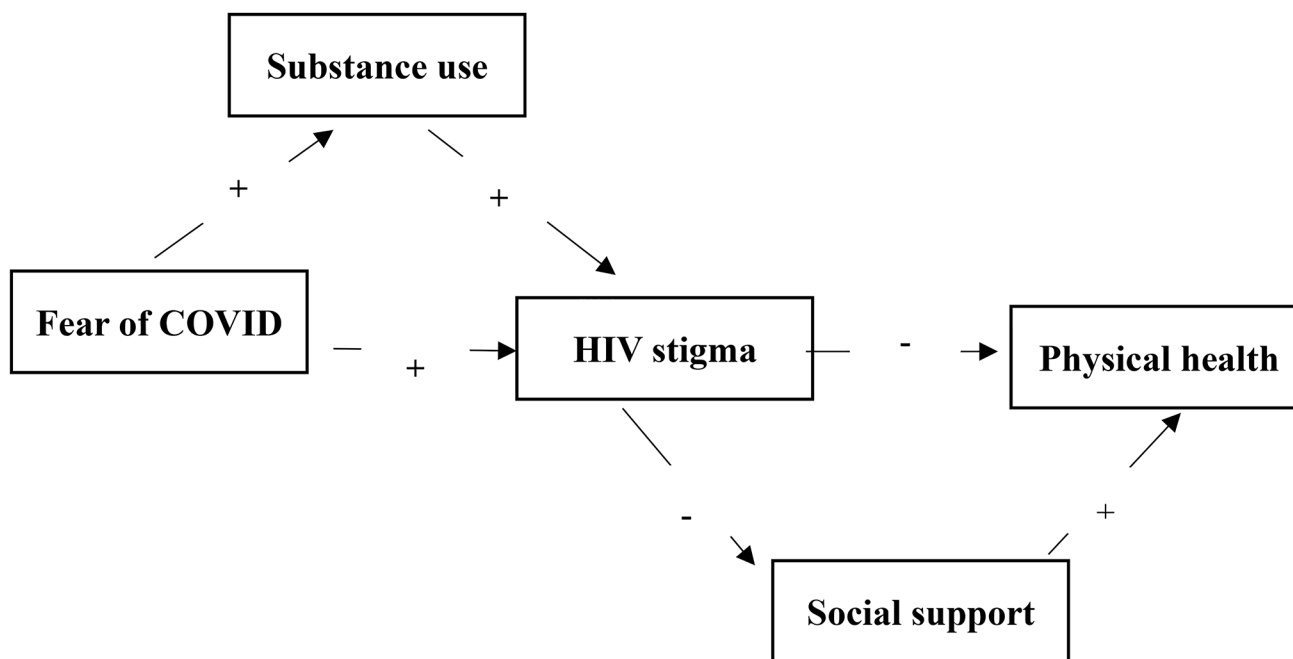 Substance use
+
+
Fear of COVID
+
HIV stigma
-
Physical health
-
+
Social support